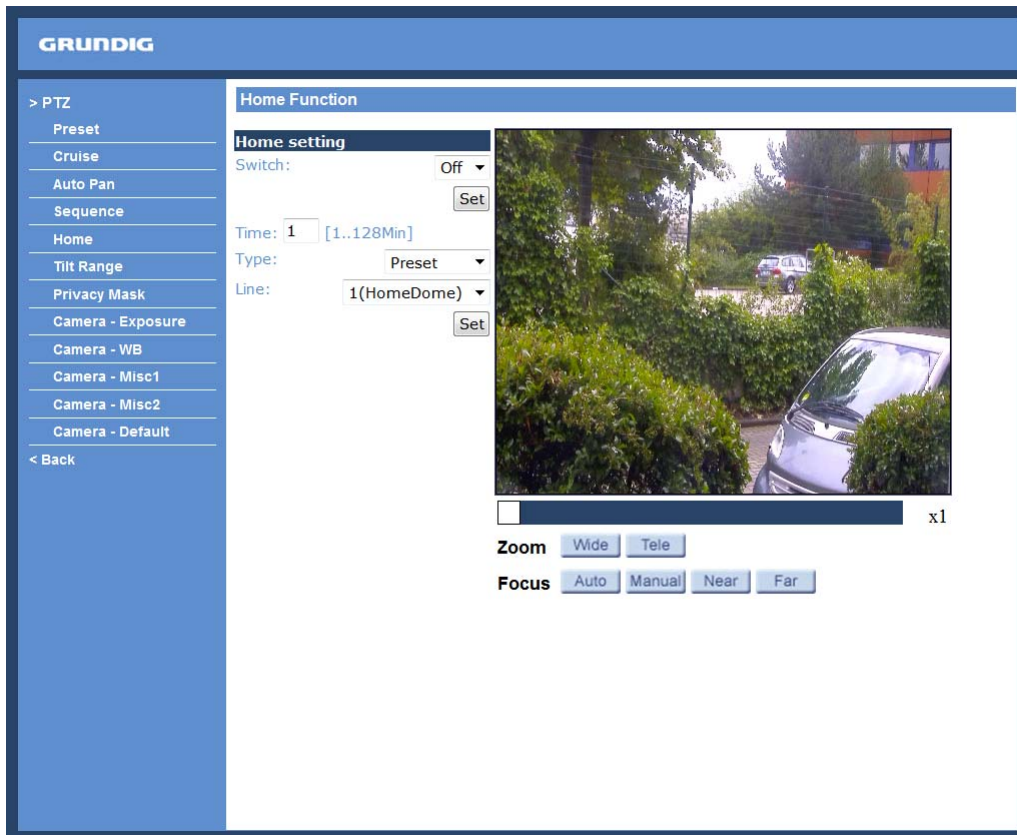 GRUNDIG
> PTZ
Preset
Cruise
Auto Pan
Sequence
Home
Tilt Range
Privacy Mask
Camera - Exposure
Camera - WB
Camera - Misc1
Camera - Misc2
Camera - Default
< Back
Home Function
Home setting
Switch: Off
Set
Time: 1 [1..128Min]
Type: Preset
Line: 1(HomeDome)
Set
x1
Zoom Wide Tele
Focus Auto Manual Near Far